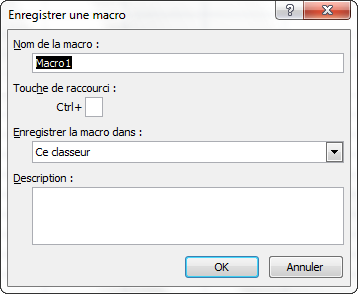 Enregistrer une macro
Nom de la macro :
Macro1
Touche de raccourci :
Ctrl+
Enregistrer la macro dans :
Ce classeur
Description :
OK
Annuler